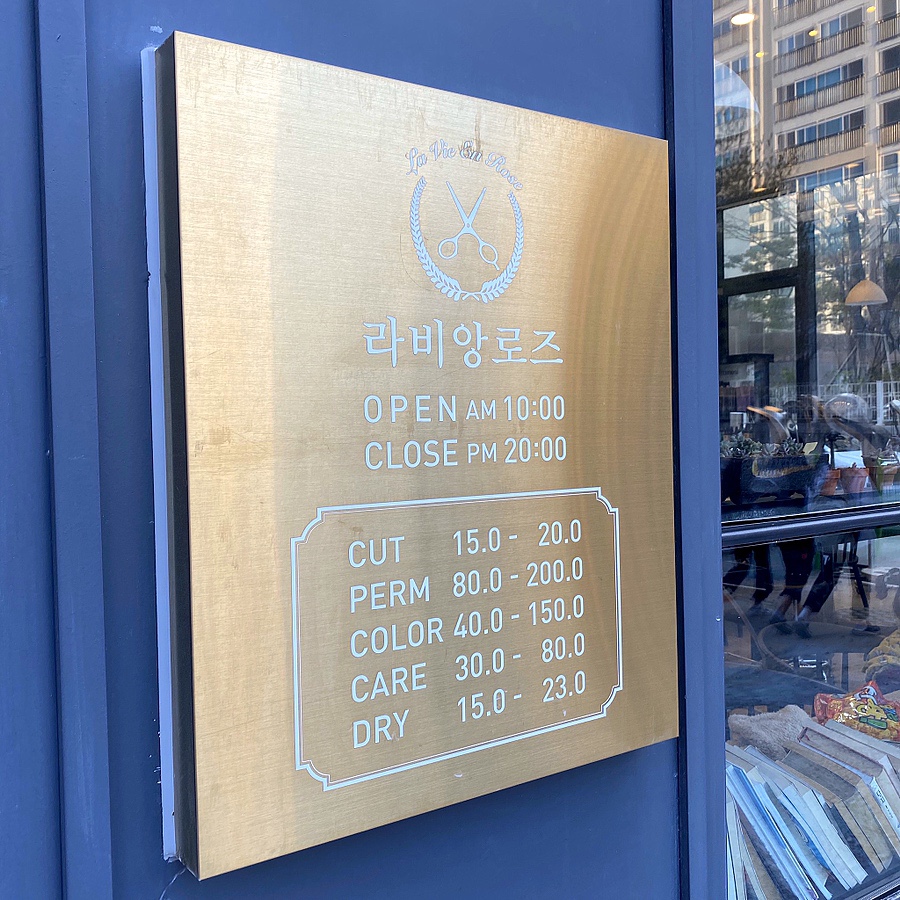 La Vie En Rose
라비앙로즈
OPEN AM 10:00
CLOSE PM 20:00
CUT 15.0 - 20.0
PERM 80.0 - 200.0
COLOR 40.0 - 150.0
CARE 30.0 - 80.0
DRY 15.0 - 23.0